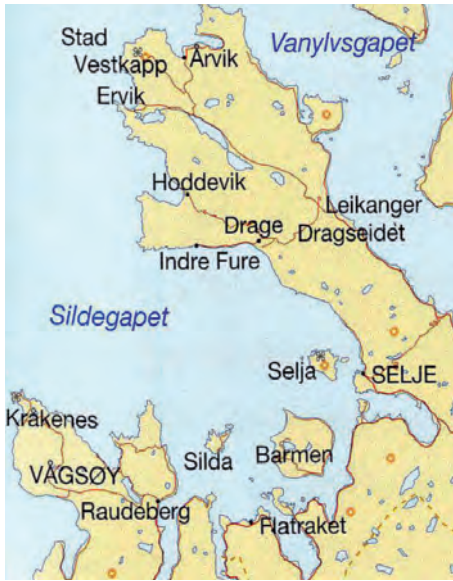 Stad
Vanylvsgapet
Vestkapp
Årvik
Ervik
Hoddevik
Leikanger
Drage
Dragseidet
Indre Fure
Sildegapet
Selja
SELJE
Kråkenes
Silda
Barmen
VÅGSØY
Raudeberg
Flatraket